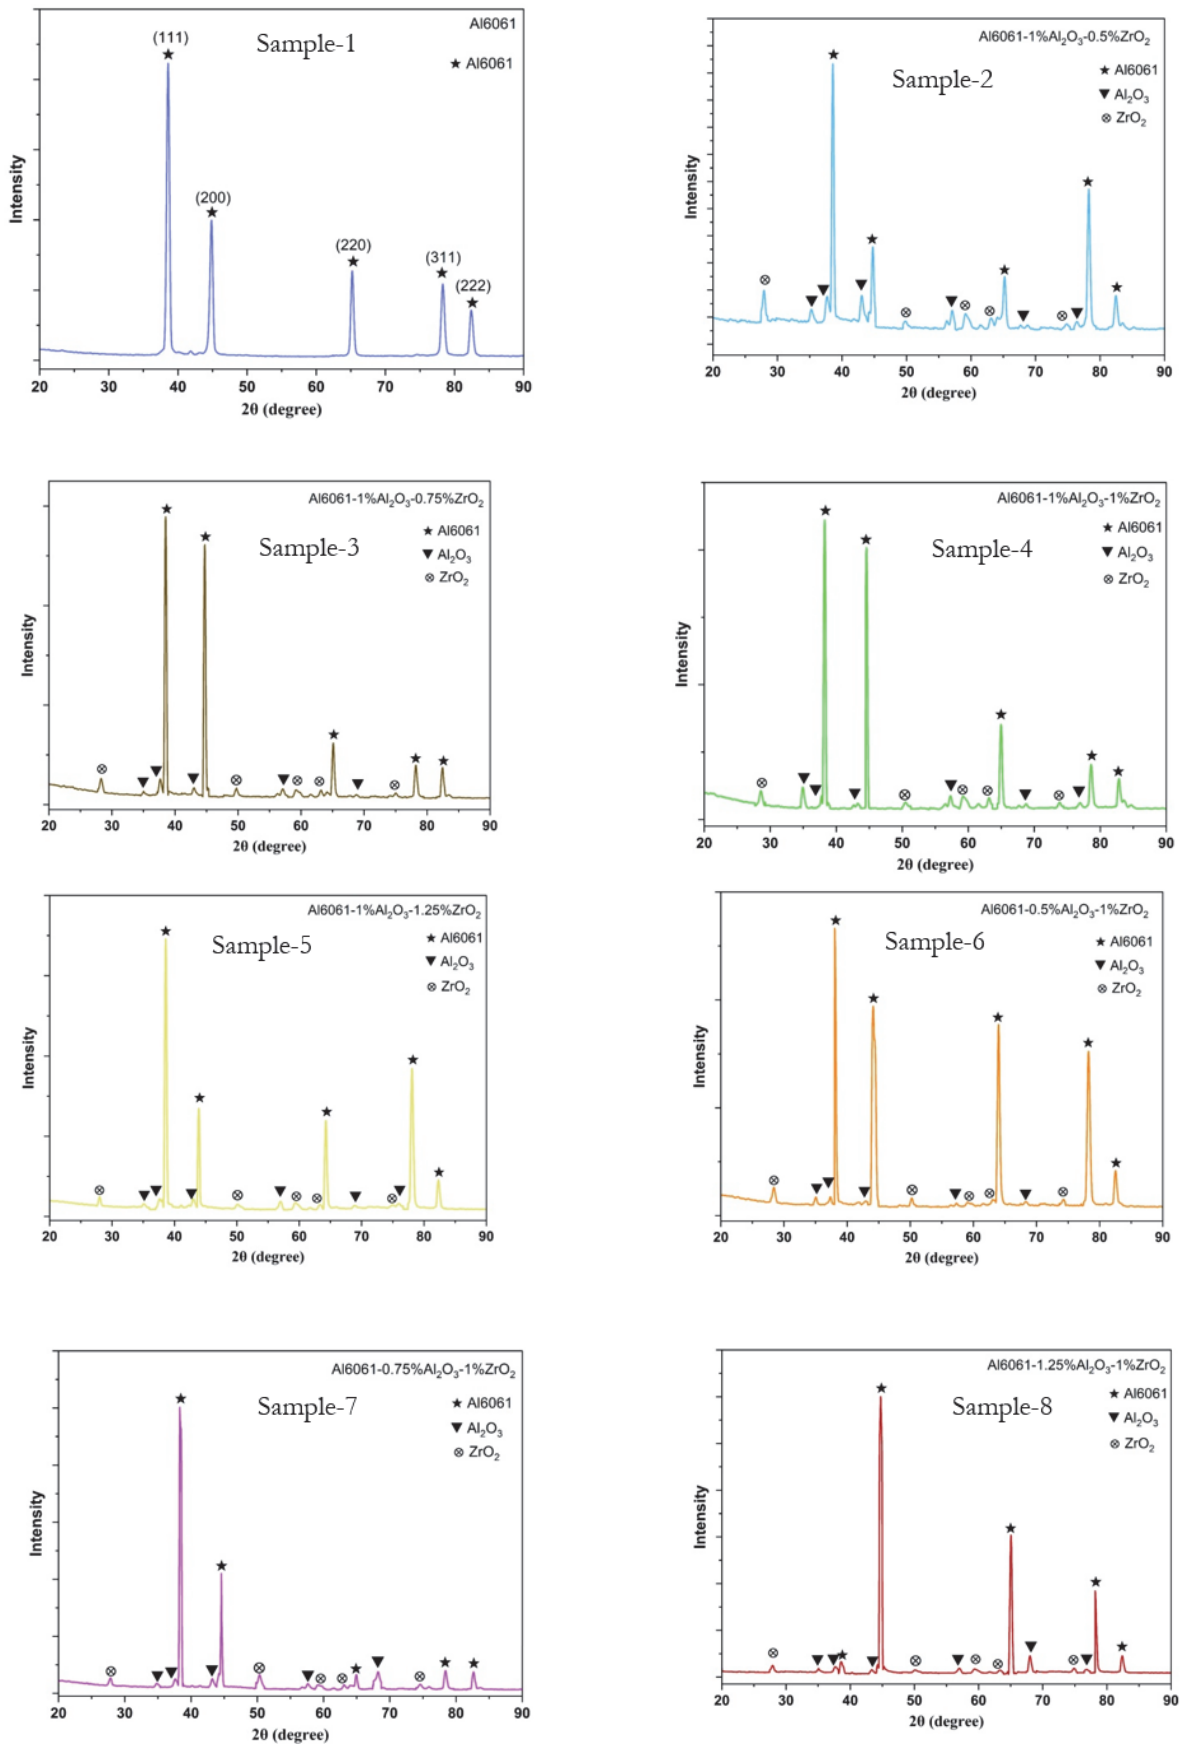 Al6061
(111)
Sample-1
★ Al6061
(200)
(220)
(311)
(222)
Intensity
20 30 40 50 60 70 80 90
2θ (degree)
Al6061-1%Al₂O₃-0.5%ZrO₂
Sample-2
★ Al6061
▼ Al₂O₃
⊗ ZrO₂
Intensity
20 30 40 50 60 70 80 90
2θ (degree)
Al6061-1%Al₂O₃-0.75%ZrO₂
Sample-3
★ Al6061
▼ Al₂O₃
⊗ ZrO₂
Intensity
20 30 40 50 60 70 80 90
2θ (degree)
Al6061-1%Al₂O₃-1%ZrO₂
Sample-4
★ Al6061
▼ Al₂O₃
⊗ ZrO₂
Intensity
20 30 40 50 60 70 80 90
2θ (degree)
Al6061-1%Al₂O₃-1.25%ZrO₂
Sample-5
★ Al6061
▼ Al₂O₃
⊗ ZrO₂
Intensity
20 30 40 50 60 70 80 90
2θ (degree)
Al6061-0.5%Al₂O₃-1%ZrO₂
Sample-6
★ Al6061
▼ Al₂O₃
⊗ ZrO₂
Intensity
20 30 40 50 60 70 80 90
2θ (degree)
Al6061-0.75%Al₂O₃-1%ZrO₂
Sample-7
★ Al6061
▼ Al₂O₃
⊗ ZrO₂
Intensity
20 30 40 50 60 70 80 90
2θ (degree)
Al6061-1.25%Al₂O₃-1%ZrO₂
Sample-8
★ Al6061
▼ Al₂O₃
⊗ ZrO₂
Intensity
20 30 40 50 60 70 80 90
2θ (degree)